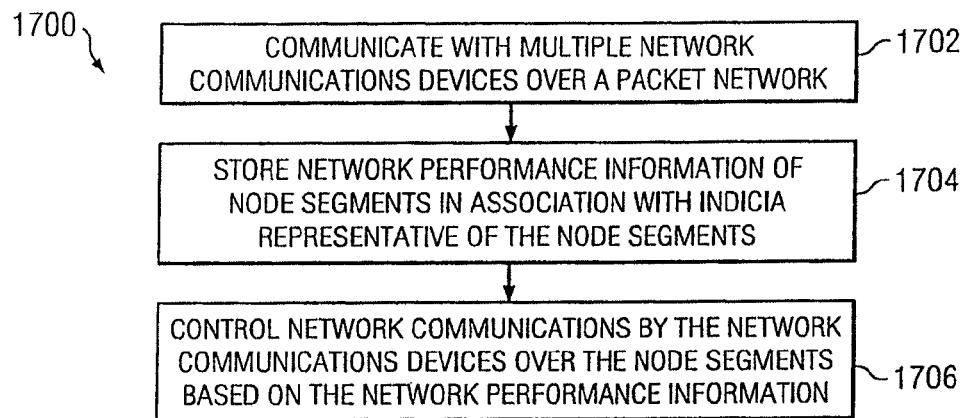 1700
COMMUNICATE WITH MULTIPLE NETWORK
COMMUNICATIONS DEVICES OVER A PACKET NETWORK
1702
STORE NETWORK PERFORMANCE INFORMATION OF
NODE SEGMENTS IN ASSOCIATION WITH INDICIA
REPRESENTATIVE OF THE NODE SEGMENTS
1704
CONTROL NETWORK COMMUNICATIONS BY THE NETWORK
COMMUNICATIONS DEVICES OVER THE NODE SEGMENTS
BASED ON THE NETWORK PERFORMANCE INFORMATION
1706